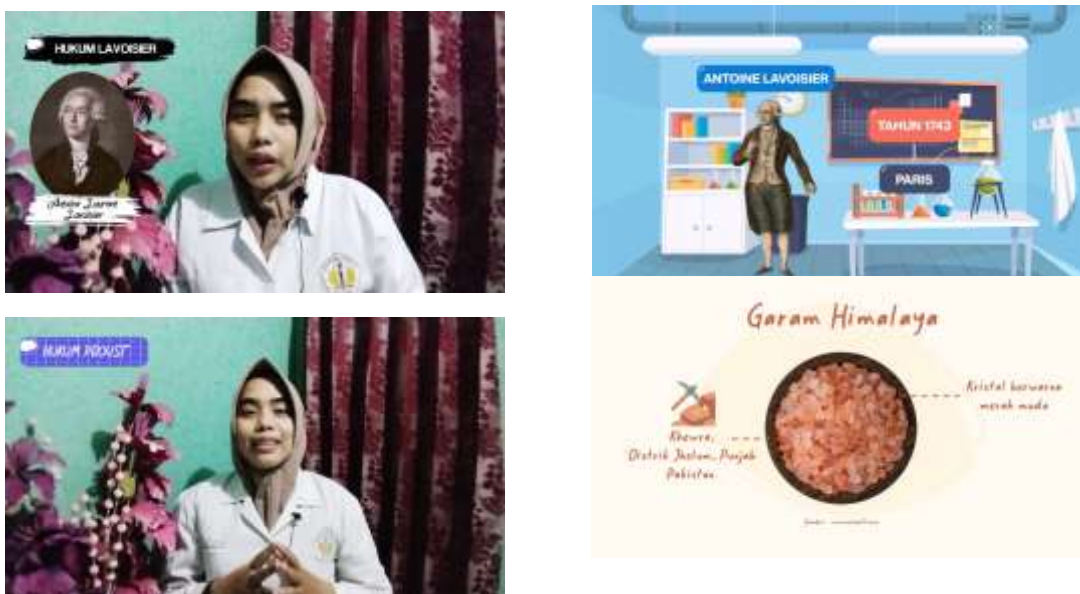 HUKUM LAVOISIER
HUKUM PROUST
ANTOINE LAVOISIER
TAHUN 1743
PARIS
Garam Himalaya
Kristal berwarna
merah muda
Khewra,
Distrik Jhelum, Punjab
Pakistan